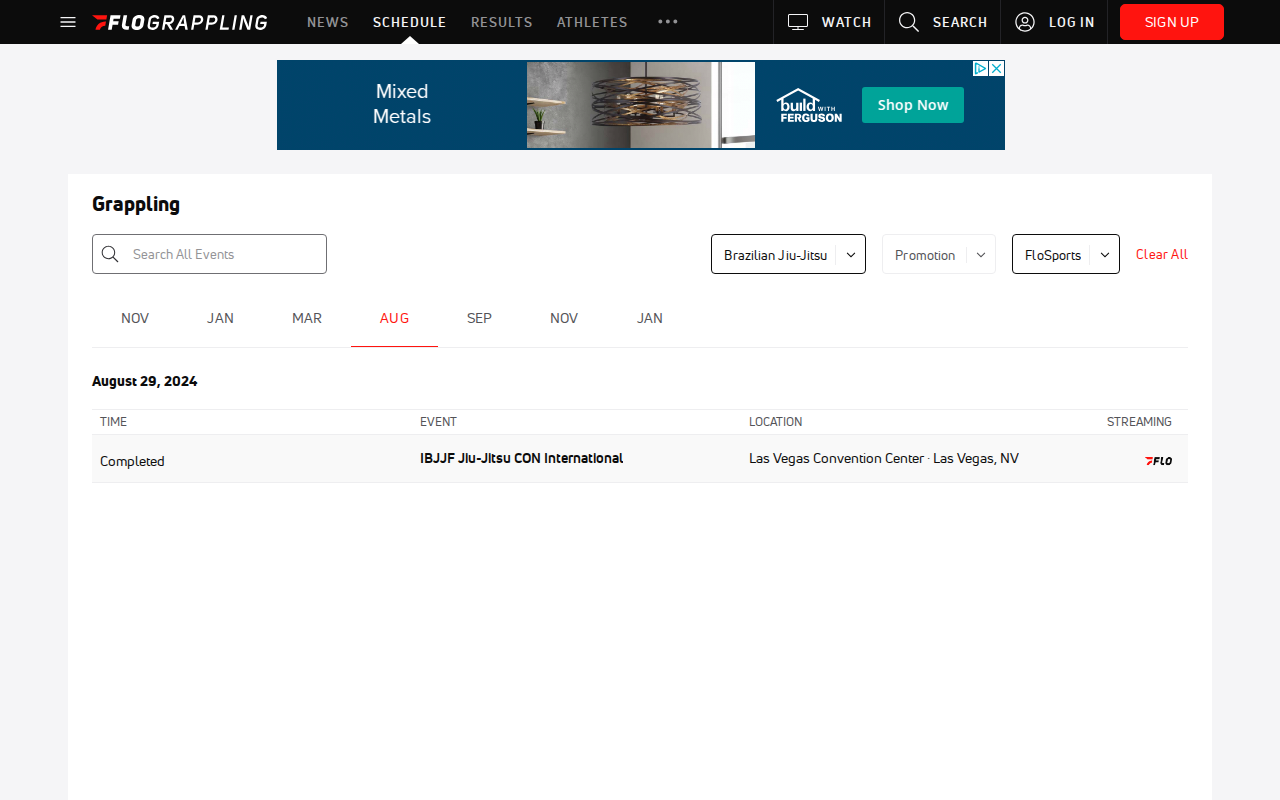 FLOGRAPPLING NEWS SCHEDULE RESULTS ATHLETES ••• WATCH SEARCH LOG IN SIGN UP
Mixed
Metals
build WITH
FERGUSON
Shop Now
Grappling
Search All Events
Brazilian Jiu-Jitsu
Promotion
FloSports
Clear All
NOV JAN MAR AUG SEP NOV JAN
August 29, 2024
TIME EVENT LOCATION STREAMING
Completed IBJJF Jiu-Jitsu CON International Las Vegas Convention Center · Las Vegas, NV FLO